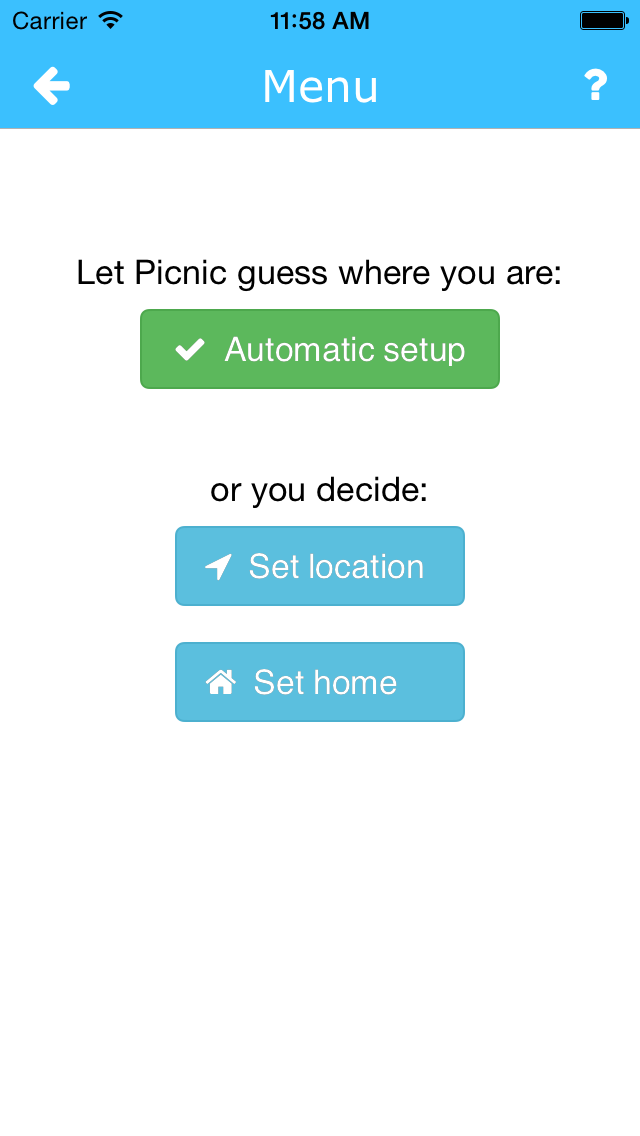 Carrier 11:58 AM
Menu ?
Let Picnic guess where you are:
Automatic setup
or you decide:
Set location
Set home